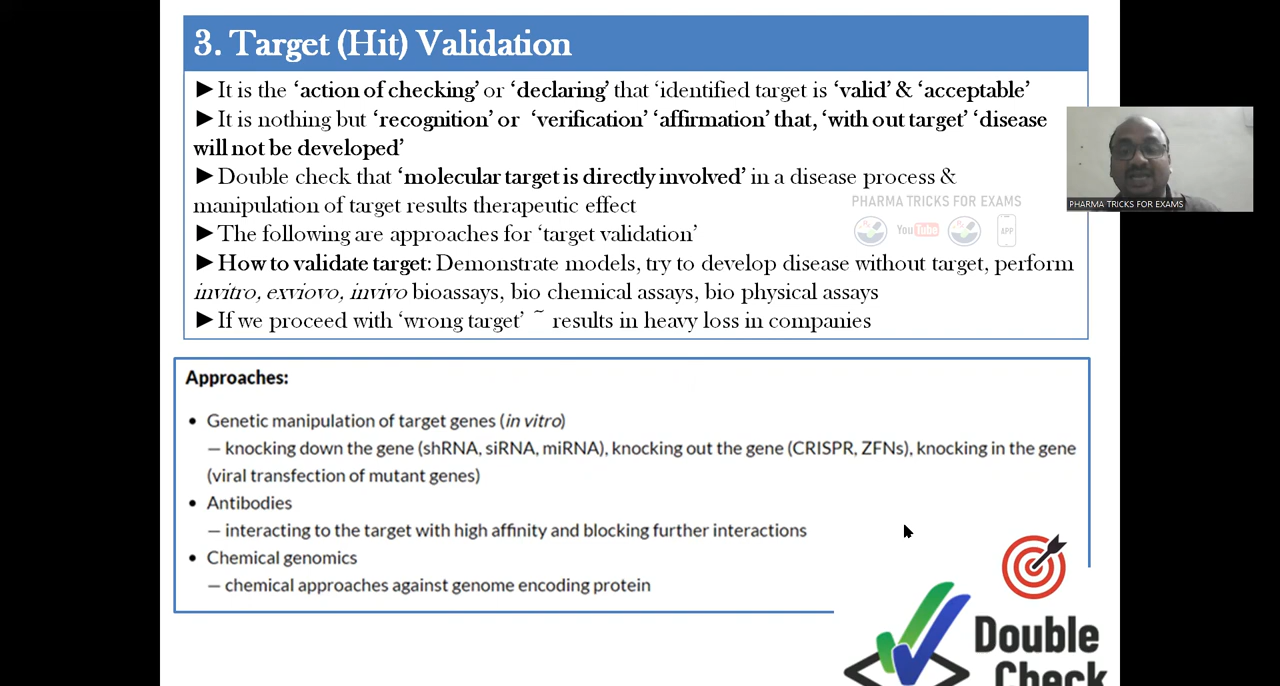 3. Target (Hit) Validation
►It is the ‘action of checking’ or ‘declaring’ that ‘identified target is ‘valid’ & ‘acceptable’
►It is nothing but ‘recognition’ or ‘verification’ ‘affirmation’ that, ‘with out target’ ‘disease
will not be developed’
►Double check that ‘molecular target is directly involved’ in a disease process &
manipulation of target results therapeutic effect
►The following are approaches for ‘target validation’
►How to validate target: Demonstrate models, try to develop disease without target, perform
invitro, exviovo, invivo bioassays, bio chemical assays, bio physical assays
►If we proceed with ‘wrong target’ ~ results in heavy loss in companies
PHARMA TRICKS FOR EXAMS
YouTube
APP
PHARMA TRICKS FOR EXAMS
Approaches:
• Genetic manipulation of target genes (in vitro)
– knocking down the gene (shRNA, siRNA, miRNA), knocking out the gene (CRISPR, ZFNs), knocking in the gene
(viral transfection of mutant genes)
• Antibodies
– interacting to the target with high affinity and blocking further interactions
• Chemical genomics
– chemical approaches against genome encoding protein
Double
Check